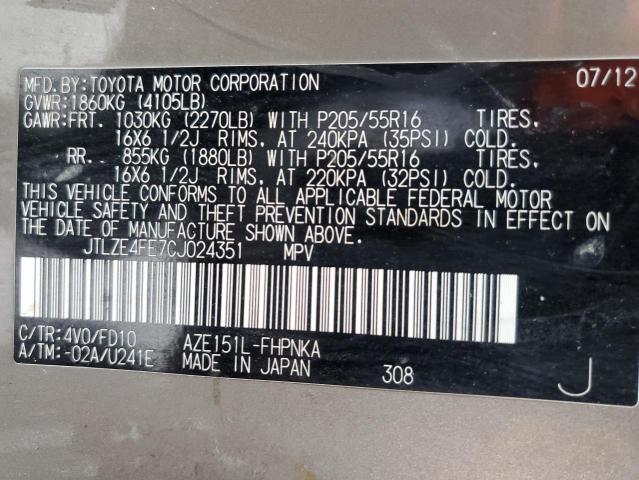 MFD.BY:TOYOTA MOTOR CORPORATION 07/12
GVWR:1860KG (4105LB)
GAWR:FRT. 1030KG (2270LB) WITH P205/55R16 TIRES,
16X6 1/2J RIMS, AT 240KPA (35PSI) COLD.
RR. 855KG (1880LB) WITH P205/55R16 TIRES,
16X6 1/2J RIMS, AT 220KPA (32PSI) COLD.
THIS VEHICLE CONFORMS TO ALL APPLICABLE FEDERAL MOTOR
VEHICLE SAFETY AND THEFT PREVENTION STANDARDS IN EFFECT ON
THE DATE OF MANUFACTURE SHOWN ABOVE.
JTLZE4FE7CJ024351 MPV
C/TR:4V0/FD10 AZE151L-FHPNKA
A/TM:-02A/U241E MADE IN JAPAN 308 J